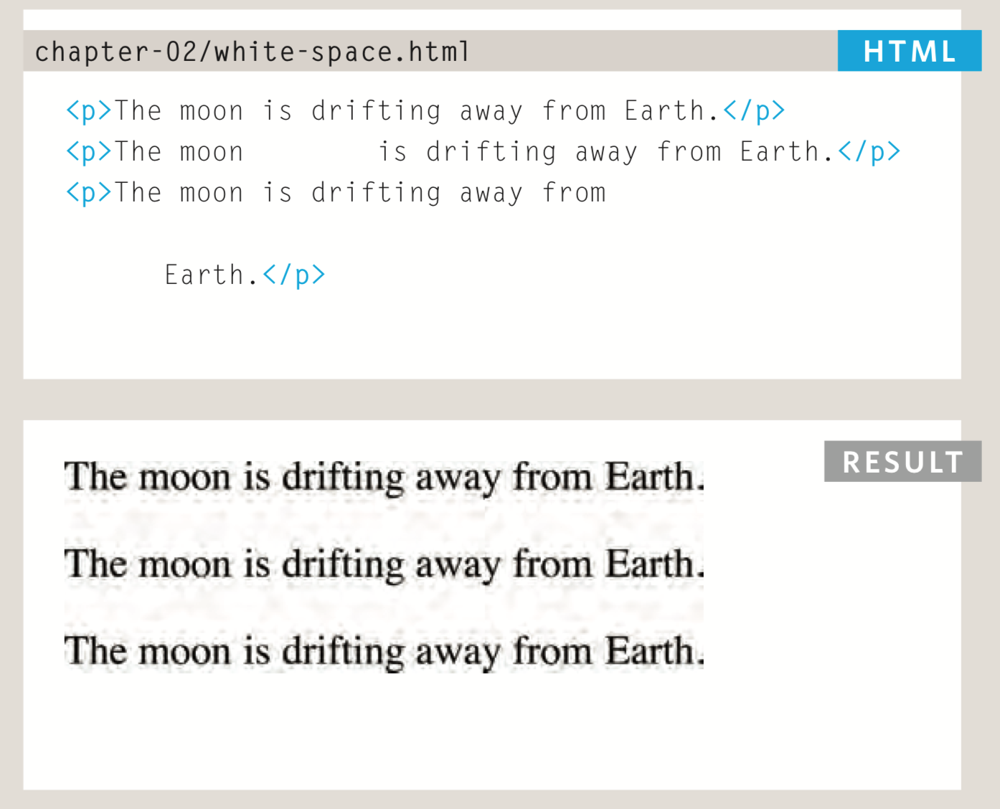 chapter-02/white-space.html HTML
<p>The moon is drifting away from Earth.</p>
<p>The moon          is drifting away from Earth.</p>
<p>The moon is drifting away from
Earth.</p>
RESULT
The moon is drifting away from Earth.
The moon is drifting away from Earth.
The moon is drifting away from Earth.